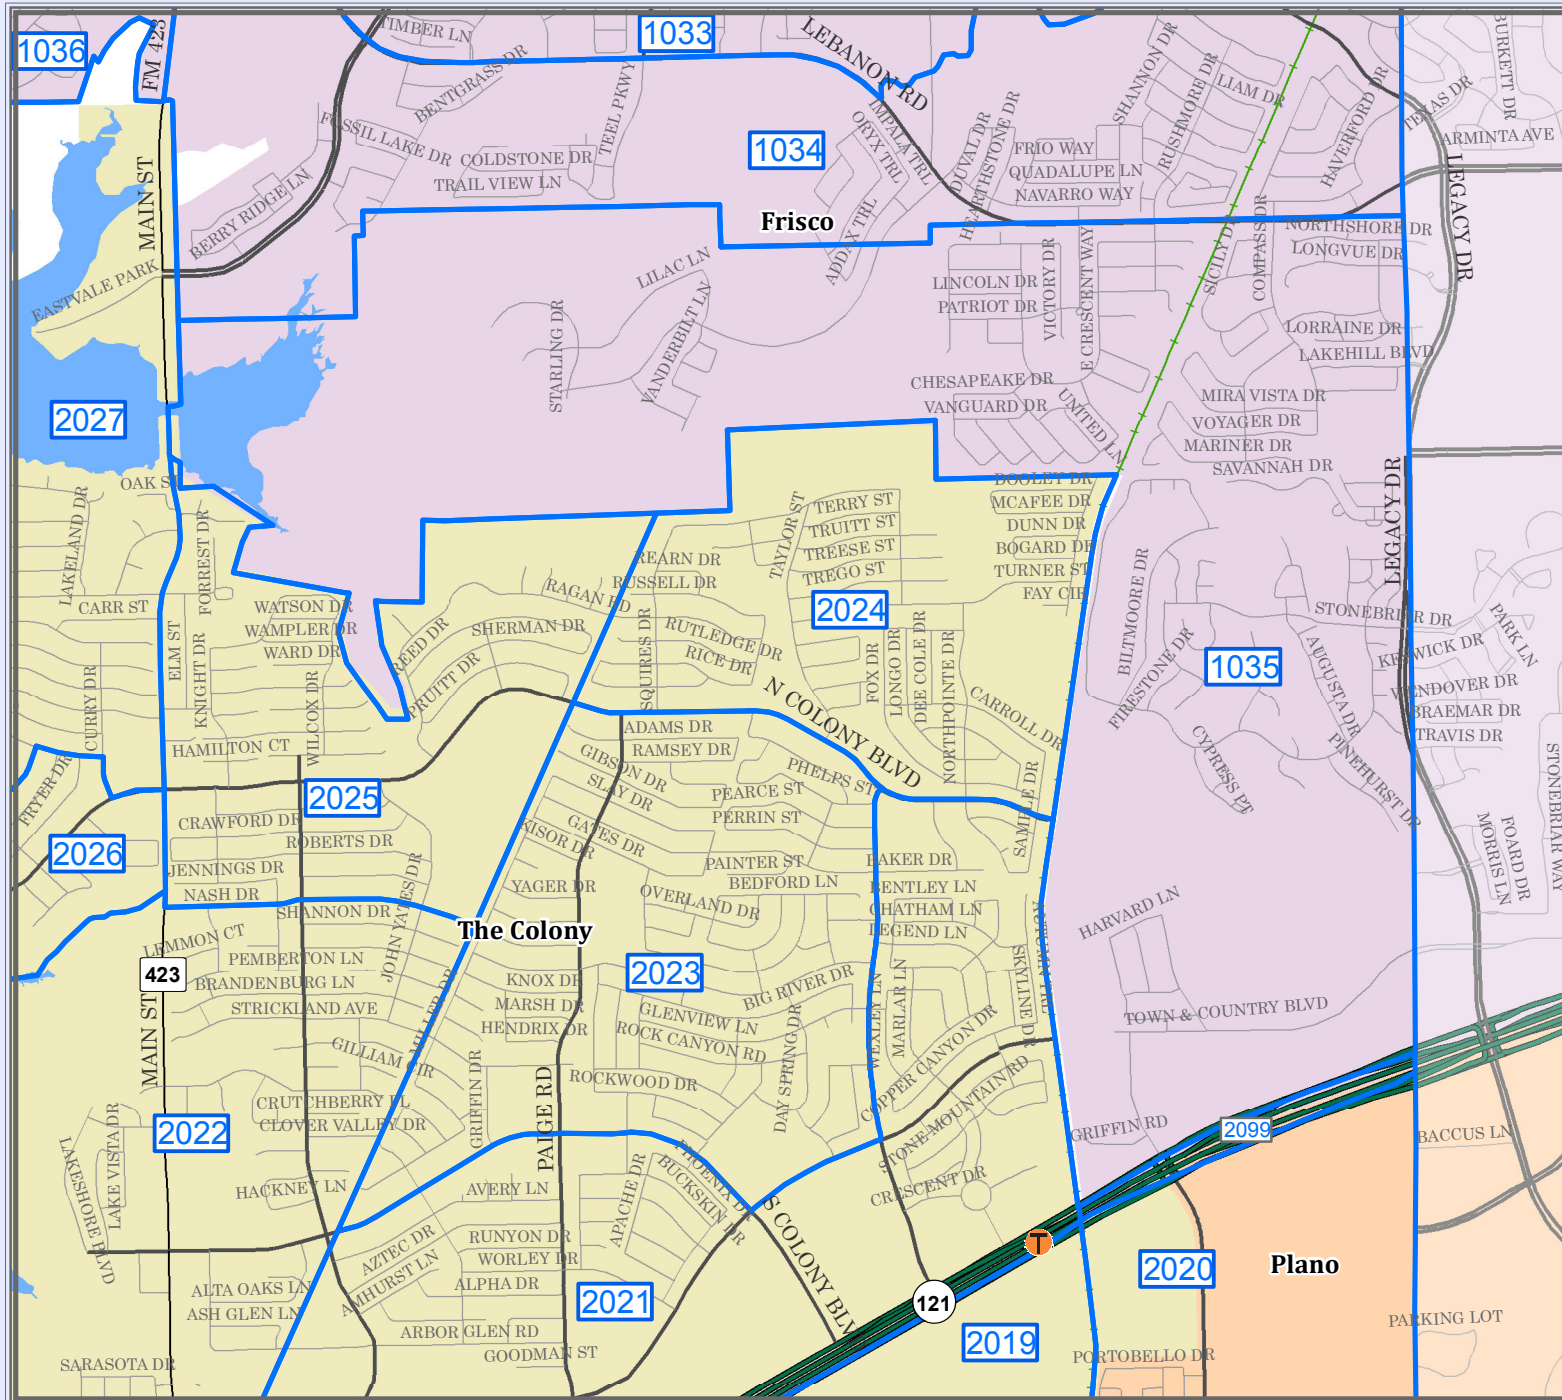 TIMBER LN
1033
LEBANON RD
1036
FM 423
BENTGRASS DR
SHANNON DR
LIAM DR
RUSHMORE DR
HAVERFORD DR
BURKETT DR
TEXAS DR
ARMINTA AVE
FOSSIL LAKE DR
COLDSTONE DR
TEEL PKWY
TRAIL VIEW LN
1034
IMPALA TRL
ORYX TRL
DUVAL DR
HEARTHSTONE DR
FRIO WAY
QUADALUPE LN
NAVARRO WAY
MAIN ST
BERRY RIDGE LN
Frisco
ADDAX TRL
SICILY DR
COMPASS DR
NORTHSHORE DR
LONGVUE DR
LEGACY DR
EASTVALE PARK
LILAC LN
VANDERBILT LN
STARLING DR
LINCOLN DR
PATRIOT DR
VICTORY DR
E CRESCENT WAY
LORRAINE DR
LAKEHILL BLVD
CHESAPEAKE DR
VANGUARD DR
UNITED LN
MIRA VISTA DR
VOYAGER DR
MARINER DR
SAVANNAH DR
2027
OAK ST
LAKELAND DR
FORREST DR
DOOLEY DR
MCAFEE DR
DUNN DR
BOGARD DR
TURNER ST
FAY CIR
TERRY ST
TRUITT ST
TREESE ST
TREGO ST
TAYLOR ST
LEGACY DR
REARN DR
RUSSELL DR
RAGAN RD
CARR ST
WATSON DR
WAMPLER DR
WARD DR
ELM ST
KNIGHT DR
REED DR
SHERMAN DR
PRUITT DR
SQUIRES DR
RUTLEDGE DR
RICE DR
2024
FOX DR
LONGO DR
DEE COLE DR
NORTHPOINTE DR
CARROLL DR
BILTMOORE DR
FIRESTONE DR
1035
STONEBRIAR DR
AUGUSTA DR
KESWICK DR
PARK LN
WENDOVER DR
BRAEMAR DR
TRAVIS DR
CURRY DR
WILCOX DR
HAMILTON CT
N COLONY BLVD
ADAMS DR
RAMSEY DR
GIBSON DR
SLAY DR
PHELPS ST
PEARCE ST
PERRIN ST
SAMPLE DR
CYPRESS PT
PINEHURST DR
STONEBRIAR WAY
FRYER DR
2025
2026
CRAWFORD DR
ROBERTS DR
JENNINGS DR
NASH DR
SHANNON DR
JOHN YATES DR
KISOR DR
GATES DR
YAGER DR
PAINTER ST
BEDFORD LN
OVERLAND DR
BAKER DR
BENTLEY LN
CHATHAM LN
LEGEND LN
MORRIS LN
FOARD DR
The Colony
LEMMON CT
PEMBERTON LN
BRANDENBURG LN
STRICKLAND AVE
423
MAIN ST
MILLER DR
KNOX DR
MARSH DR
HENDRIX DR
2023
BIG RIVER DR
GLENVIEW LN
ROCK CANYON RD
WEXLEY LN
MARLAR LN
SKYLINE DR
AUTUMN TRL
HARVARD LN
TOWN & COUNTRY BLVD
GILLIAM CIR
GRIFFIN DR
PAIGE RD
ROCKWOOD DR
DAY SPRING DR
COPPER CANYON DR
STONE MOUNTAIN RD
CRUTCHBERRY PL
CLOVER VALLEY DR
2022
LAKE VISTA DR
LAKESHORE BLVD
GRIFFIN RD
2099
BACCUS LN
HACKNEY LN
AVERY LN
APACHE DR
PHOENIX DR
BUCKSKIN DR
S COLONY BLV
CRESCENT DR
AZTEC DR
AMHURST LN
RUNYON DR
WORLEY DR
ALPHA DR
T
Plano
2020
ALTA OAKS LN
ASH GLEN LN
2021
121
ARBOR GLEN RD
GOODMAN ST
2019
PARKING LOT
SARASOTA DR
PORTOBELLO DR